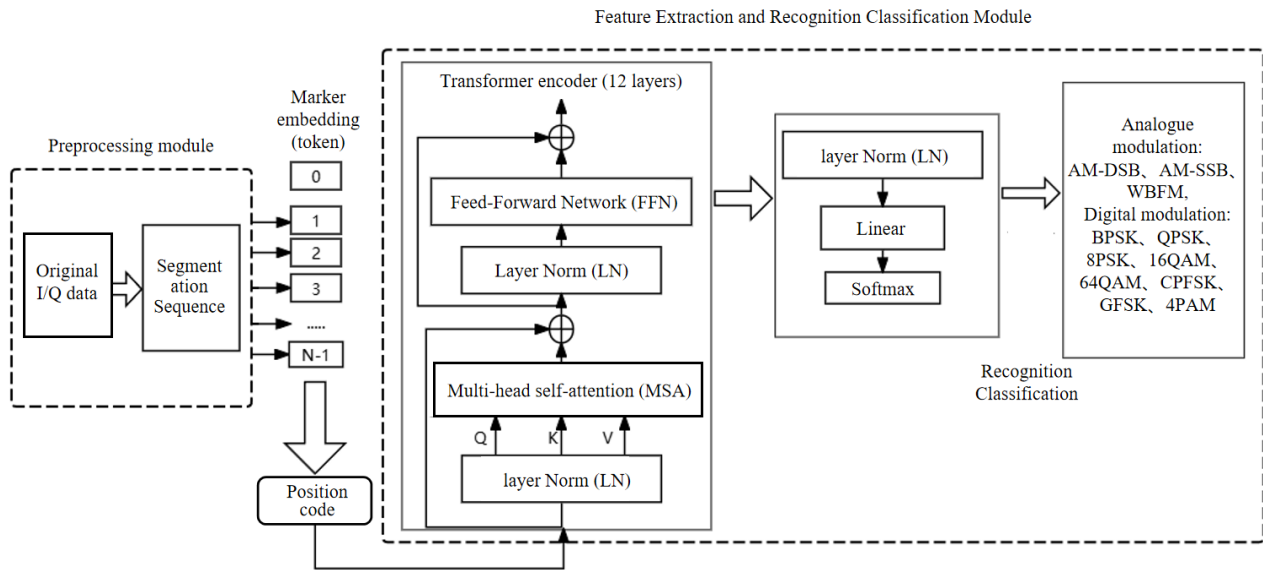 Feature Extraction and Recognition Classification Module
Preprocessing module
Original
I/Q data
Segment
ation
Sequence
Marker
embedding
(token)
0
1
2
3
.....
N-1
Position
code
Transformer encoder (12 layers)
Feed-Forward Network (FFN)
Layer Norm (LN)
Multi-head self-attention (MSA)
Q
K
V
layer Norm (LN)
layer Norm (LN)
Linear
Softmax
Analogue
modulation:
AM-DSB、AM-SSB、
WBFM,
Digital modulation:
BPSK、QPSK、
8PSK、16QAM、
64QAM、CPFSK、
GFSK、4PAM
Recognition
Classification